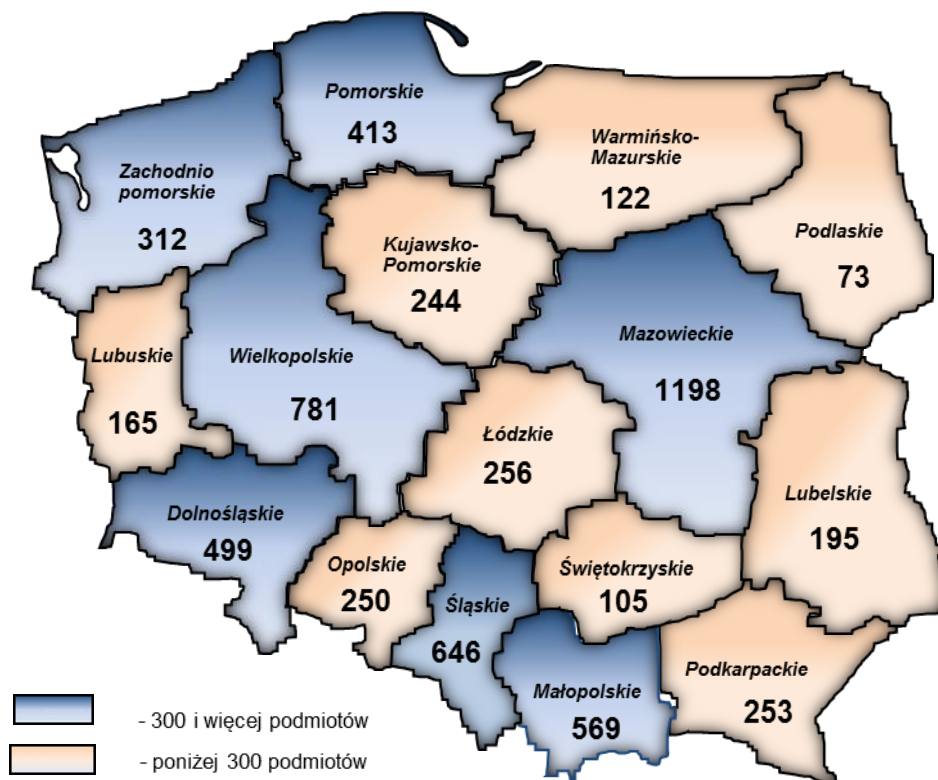 Pomorskie
413
Warmińsko-
Mazurskie
122
Zachodnio
pomorskie
312
Podlaskie
73
Kujawsko-
Pomorskie
244
Mazowieckie
1198
Lubuskie
165
Wielkopolskie
781
Łódzkie
256
Lubelskie
195
Dolnośląskie
499
Opolskie
250
Śląskie
646
Świętokrzyskie
105
Małopolskie
569
Podkarpackie
253
- 300 i więcej podmiotów
- poniżej 300 podmiotów